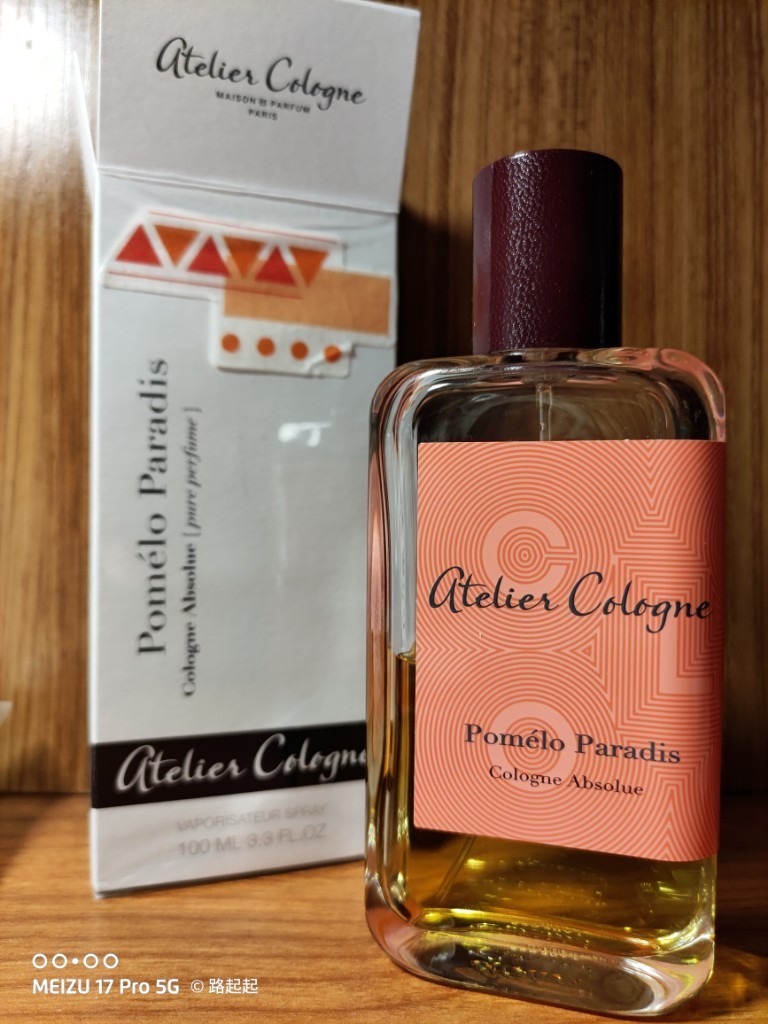 Atelier Cologne
MAISON DE PARFUM
PARIS
Pomélo Paradis
Cologne Absolue [ pure perfume ]
Atelier Cologne
VAPORISATEUR SPRAY
100 ML 3.3 FL.OZ
Atelier Cologne
Pomélo Paradis
Cologne Absolue
MEIZU 17 Pro 5G © 路起起